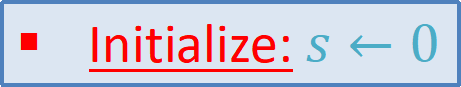 ▪ Initialize: s ← 0